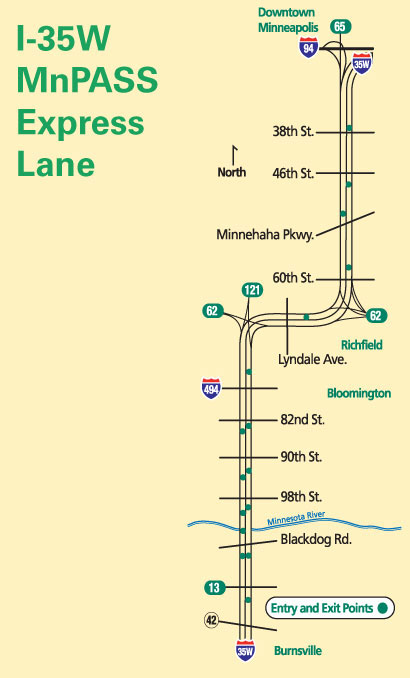 I-35W
MnPASS
Express
Lane
Downtown
Minneapolis
65
94
35W
38th St.
North
46th St.
Minnehaha Pkwy.
60th St.
121
62
62
Richfield
Lyndale Ave.
494
Bloomington
82nd St.
90th St.
98th St.
Minnesota River
Blackdog Rd.
13
Entry and Exit Points
42
35W
Burnsville